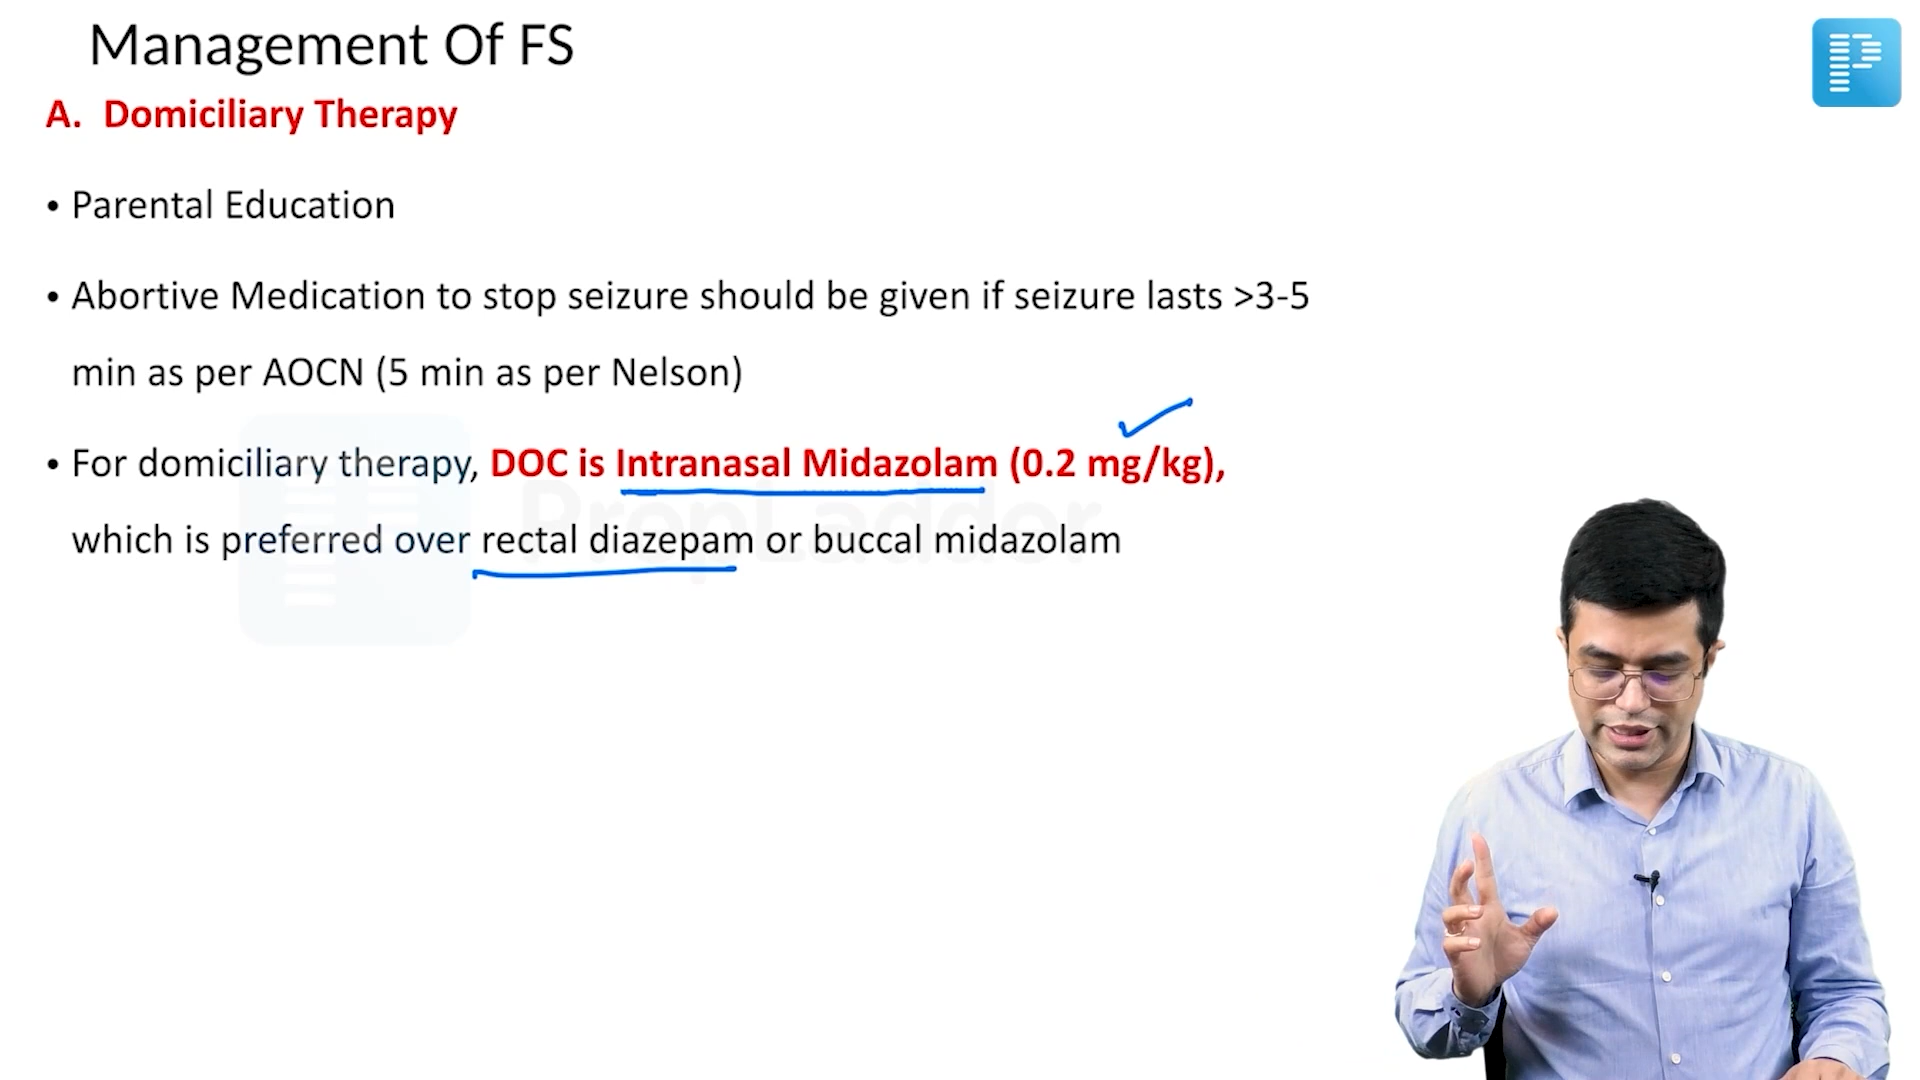 Management Of FS
A. Domiciliary Therapy
• Parental Education
• Abortive Medication to stop seizure should be given if seizure lasts >3-5
min as per AOCN (5 min as per Nelson)
• For domiciliary therapy, DOC is Intranasal Midazolam (0.2 mg/kg),
which is preferred over rectal diazepam or buccal midazolam
PrepLadder